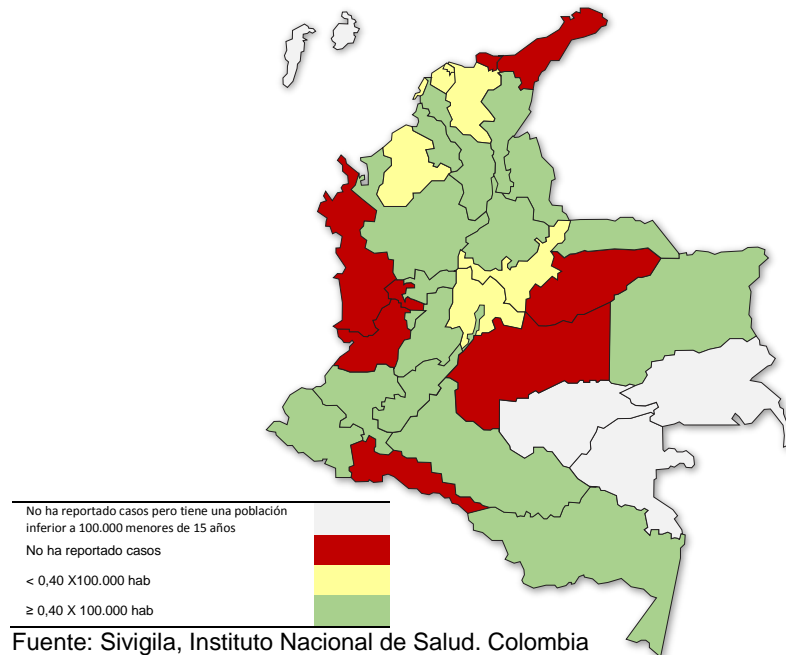 No ha reportado casos pero tiene una población
inferior a 100.000 menores de 15 años
No ha reportado casos
< 0,40 X100.000 hab
≥ 0,40 X 100.000 hab
Fuente: Sivigila, Instituto Nacional de Salud. Colombia